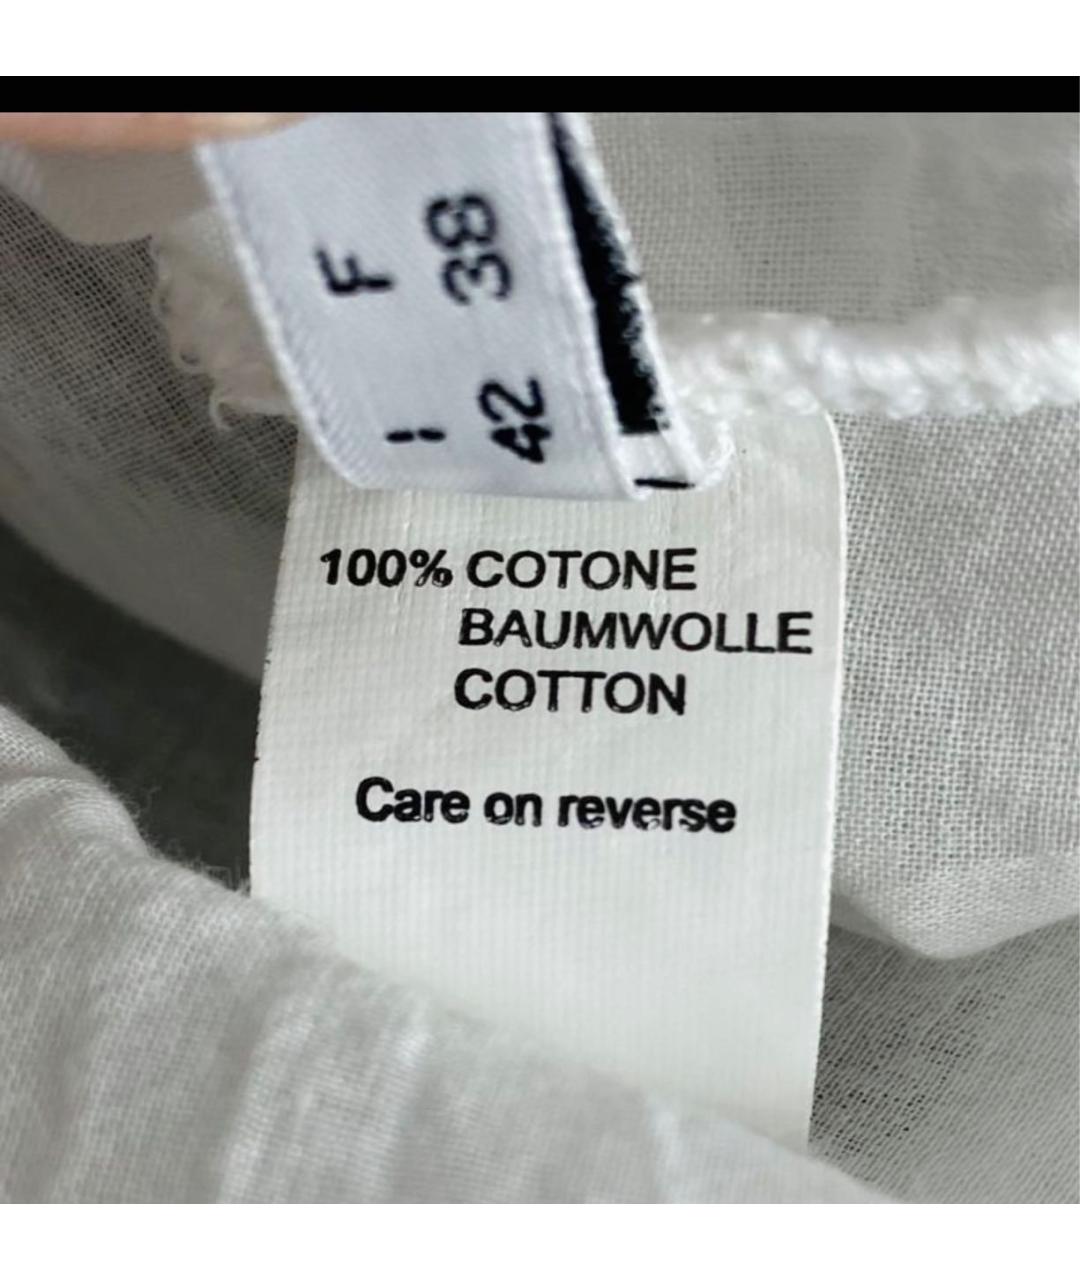 F 38
I 42
100% COTONE
BAUMWOLLE
COTTON
Care on reverse